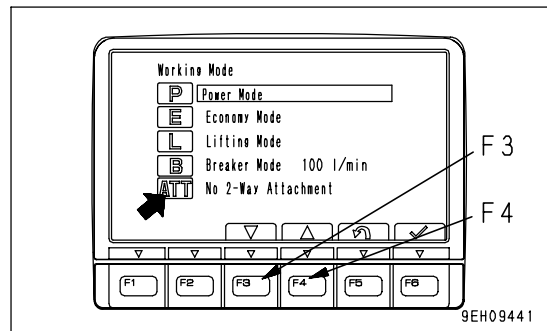 Working Mode
P Power Mode
E Economy Mode
L Lifting Mode
B Breaker Mode 100 l/min
ATT No 2-Way Attachment
F3
F4
F1 F2 F3 F4 F5 F6
9EH09441